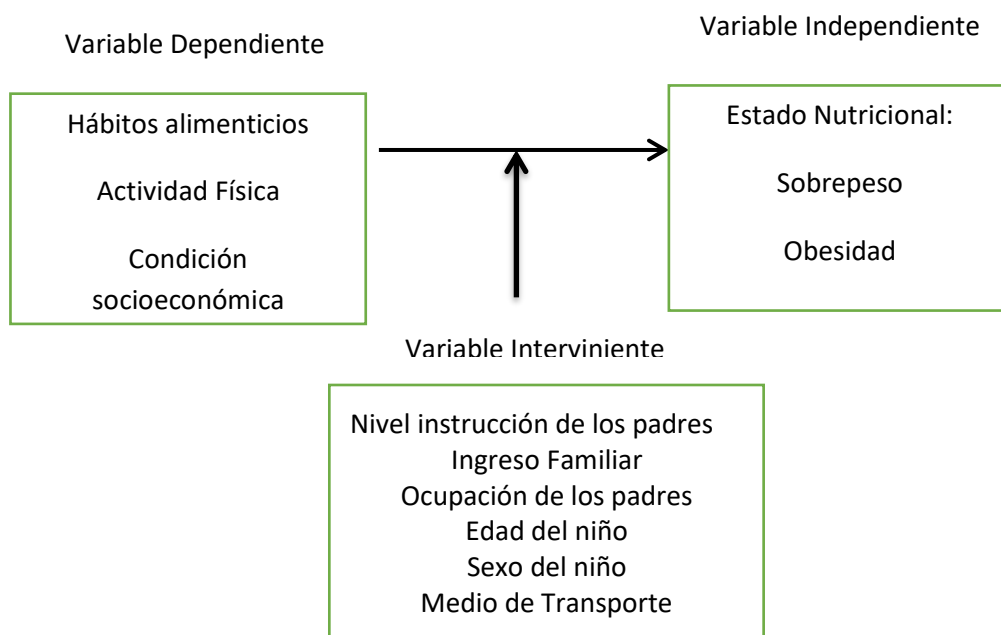 Variable Dependiente
Variable Independiente
Hábitos alimenticios
Actividad Física
Condición
socioeconómica
Estado Nutricional:
Sobrepeso
Obesidad
Variable Interviniente
Nivel instrucción de los padres
Ingreso Familiar
Ocupación de los padres
Edad del niño
Sexo del niño
Medio de Transporte